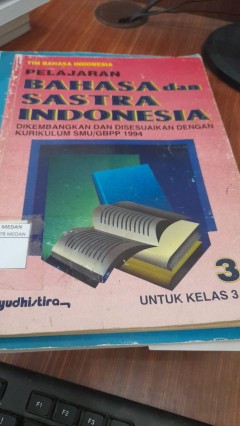 TIM BAHASA INDONESIA
PELAJARAN
BAHASA dan
SASTRA
INDONESIA
DIKEMBANGKAN DAN DISESUAIKAN DENGAN
KURIKULUM SMU/GBPP 1994
MEDAN
MEDAN
3
yudhistira
UNTUK KELAS 3
F1
F2
F3